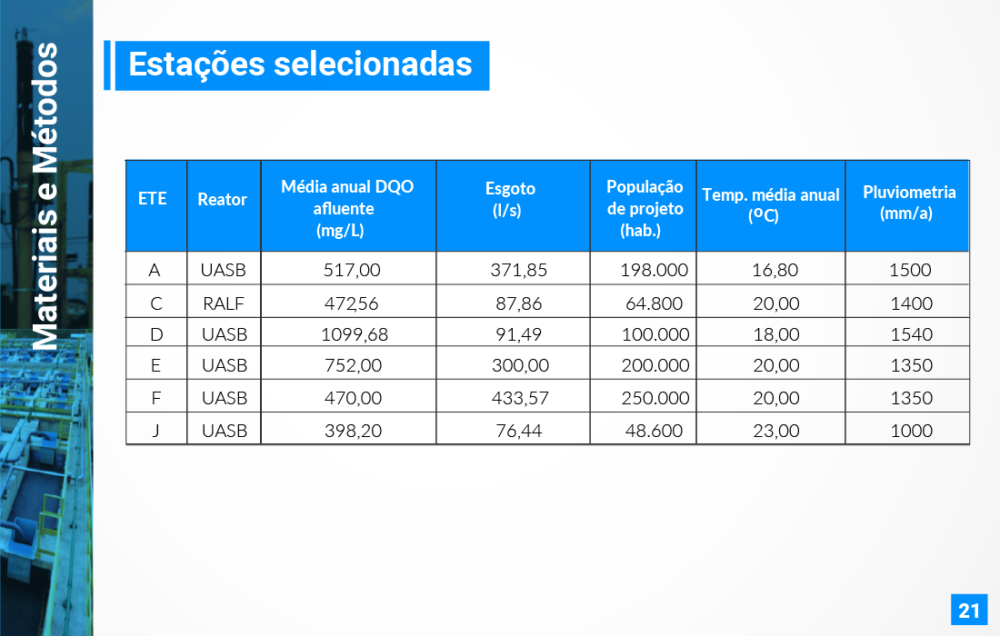 Materiais e Métodos
Estações selecionadas
ETE Reator Média anual DQO afluente (mg/L) Esgoto (l/s) População de projeto (hab.) Temp. média anual (ºC) Pluviometria (mm/a)
A UASB 517,00 371,85 198.000 16,80 1500
C RALF 472,56 87,86 64.800 20,00 1400
D UASB 1099,68 91,49 100.000 18,00 1540
E UASB 752,00 300,00 200.000 20,00 1350
F UASB 470,00 433,57 250.000 20,00 1350
J UASB 398,20 76,44 48.600 23,00 1000
21